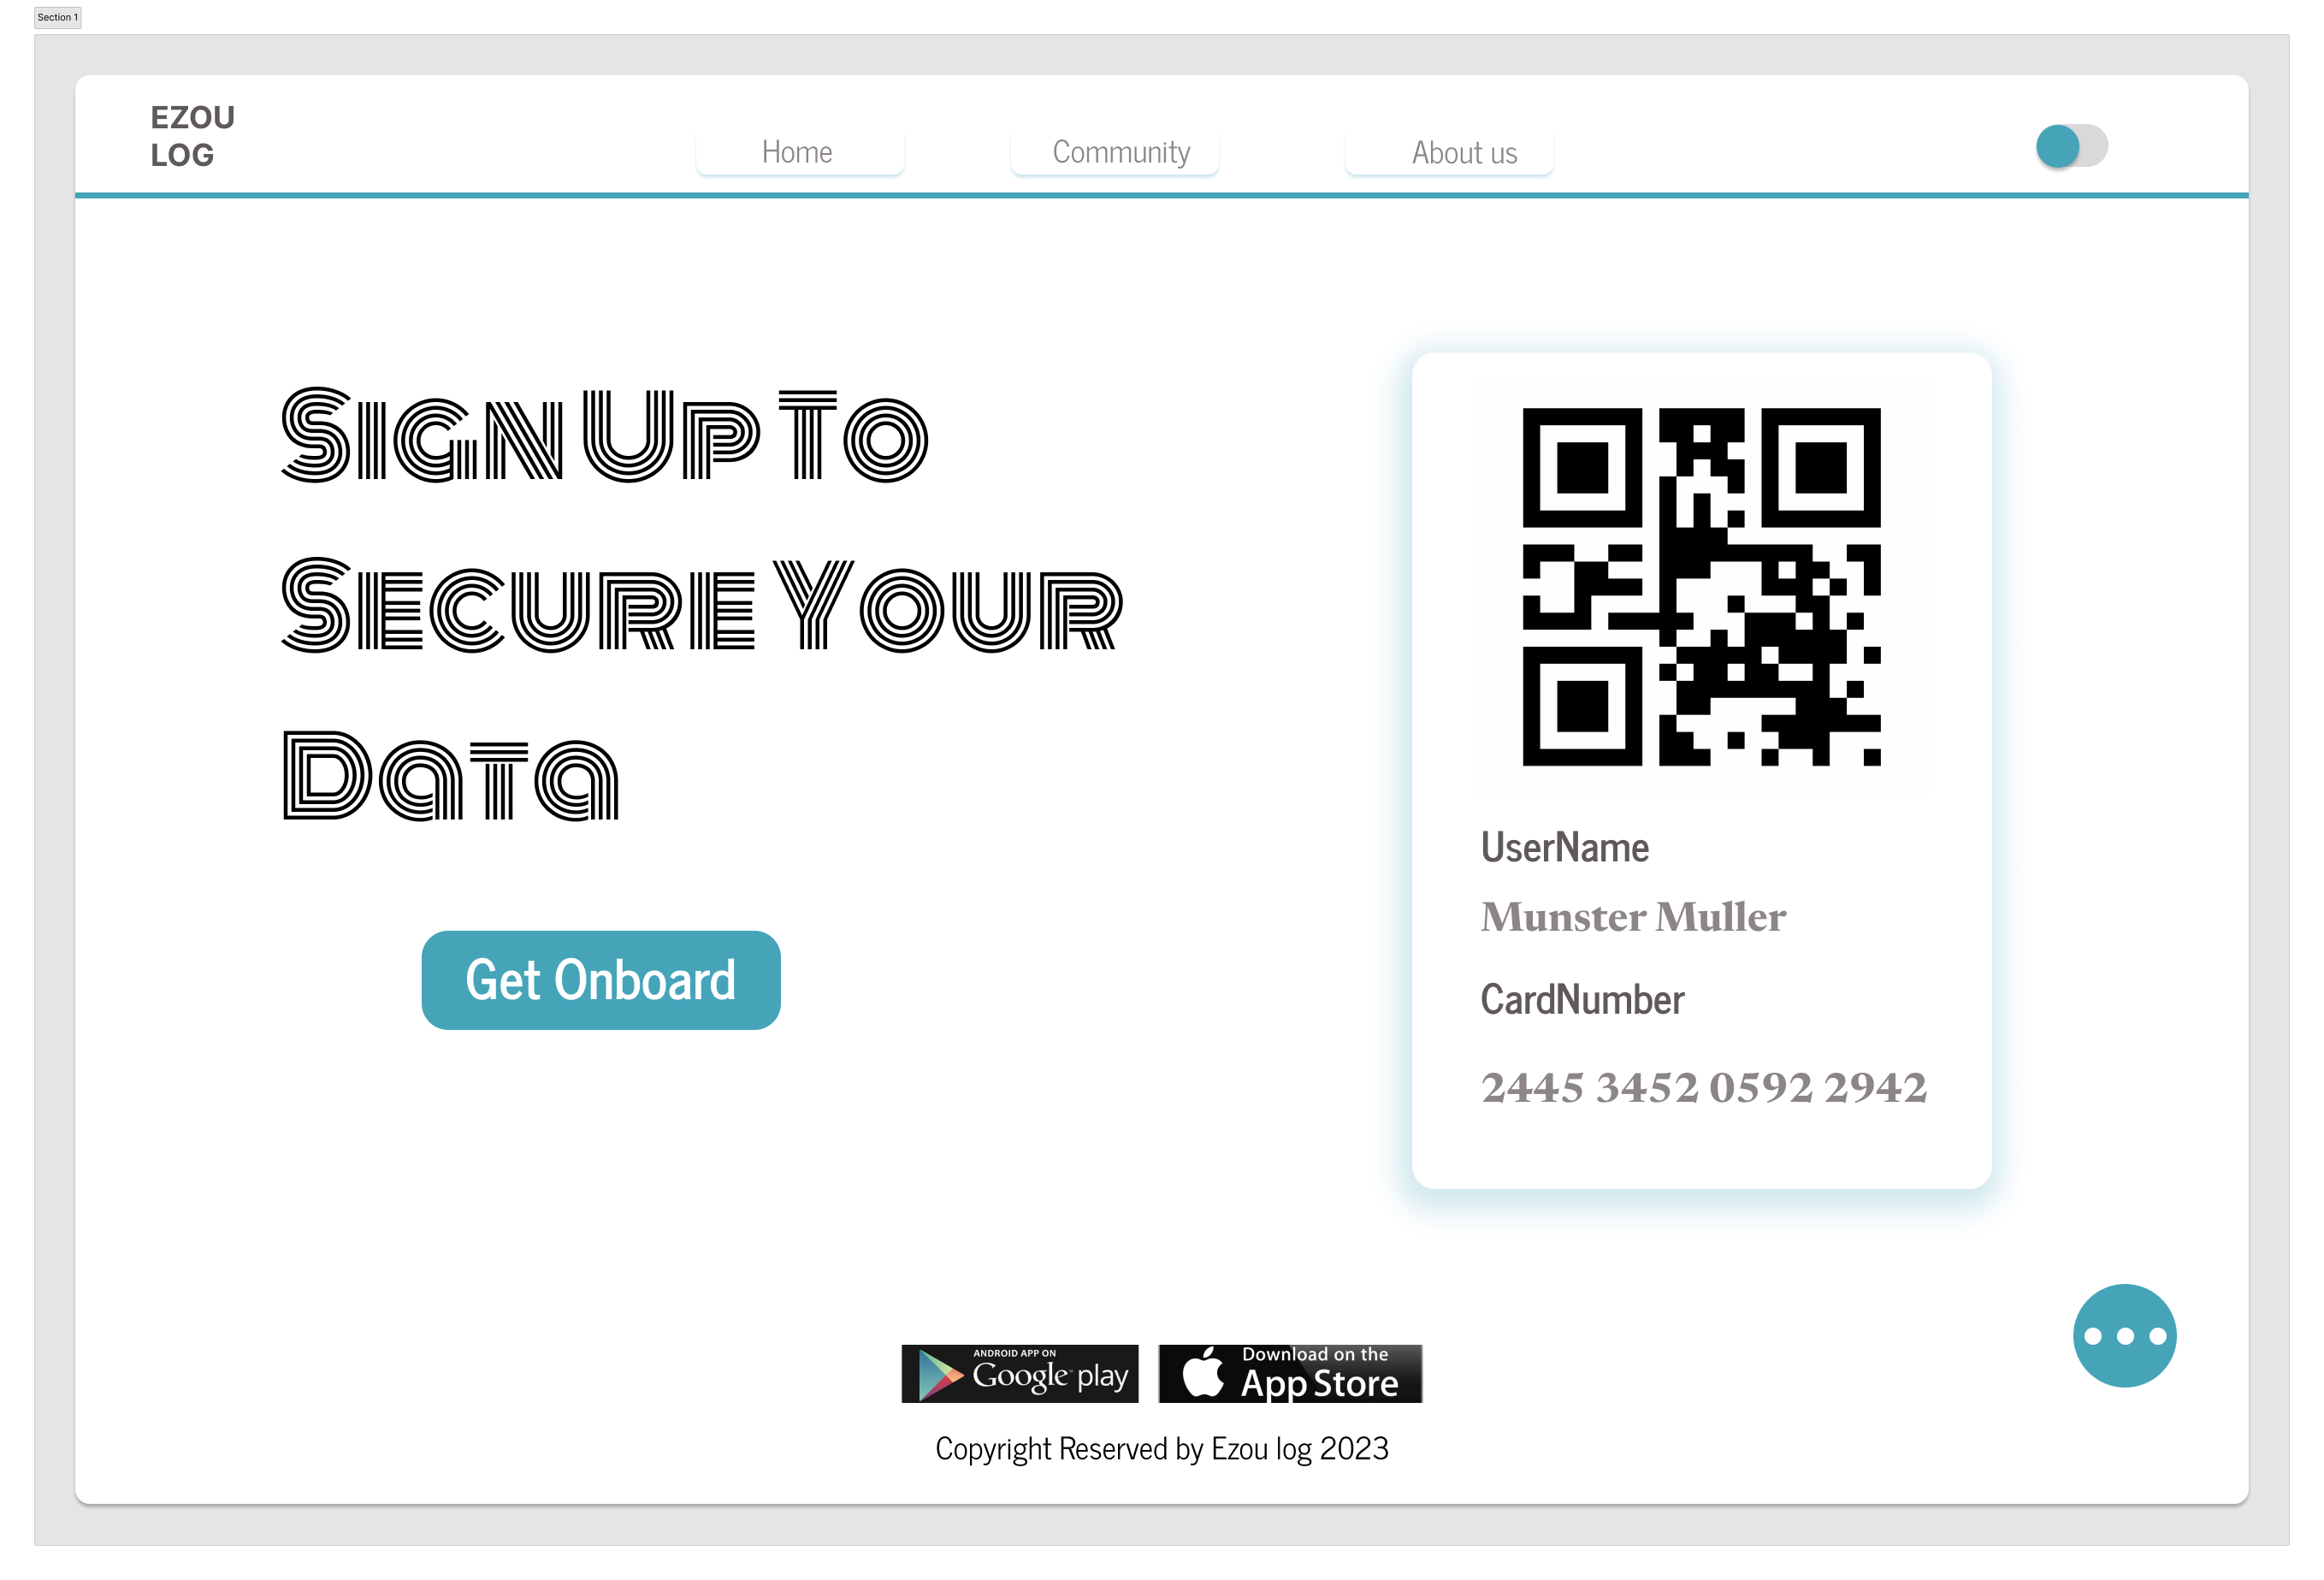 Section 1
EZOU
LOG
Home
Community
About us
Sign Up To
Secure Your
Data
Get Onboard
UserName
Munster Muller
CardNumber
2445 3452 0592 2942
ANDROID APP ON
Google play
Download on the
App Store
Copyright Reserved by Ezou log 2023